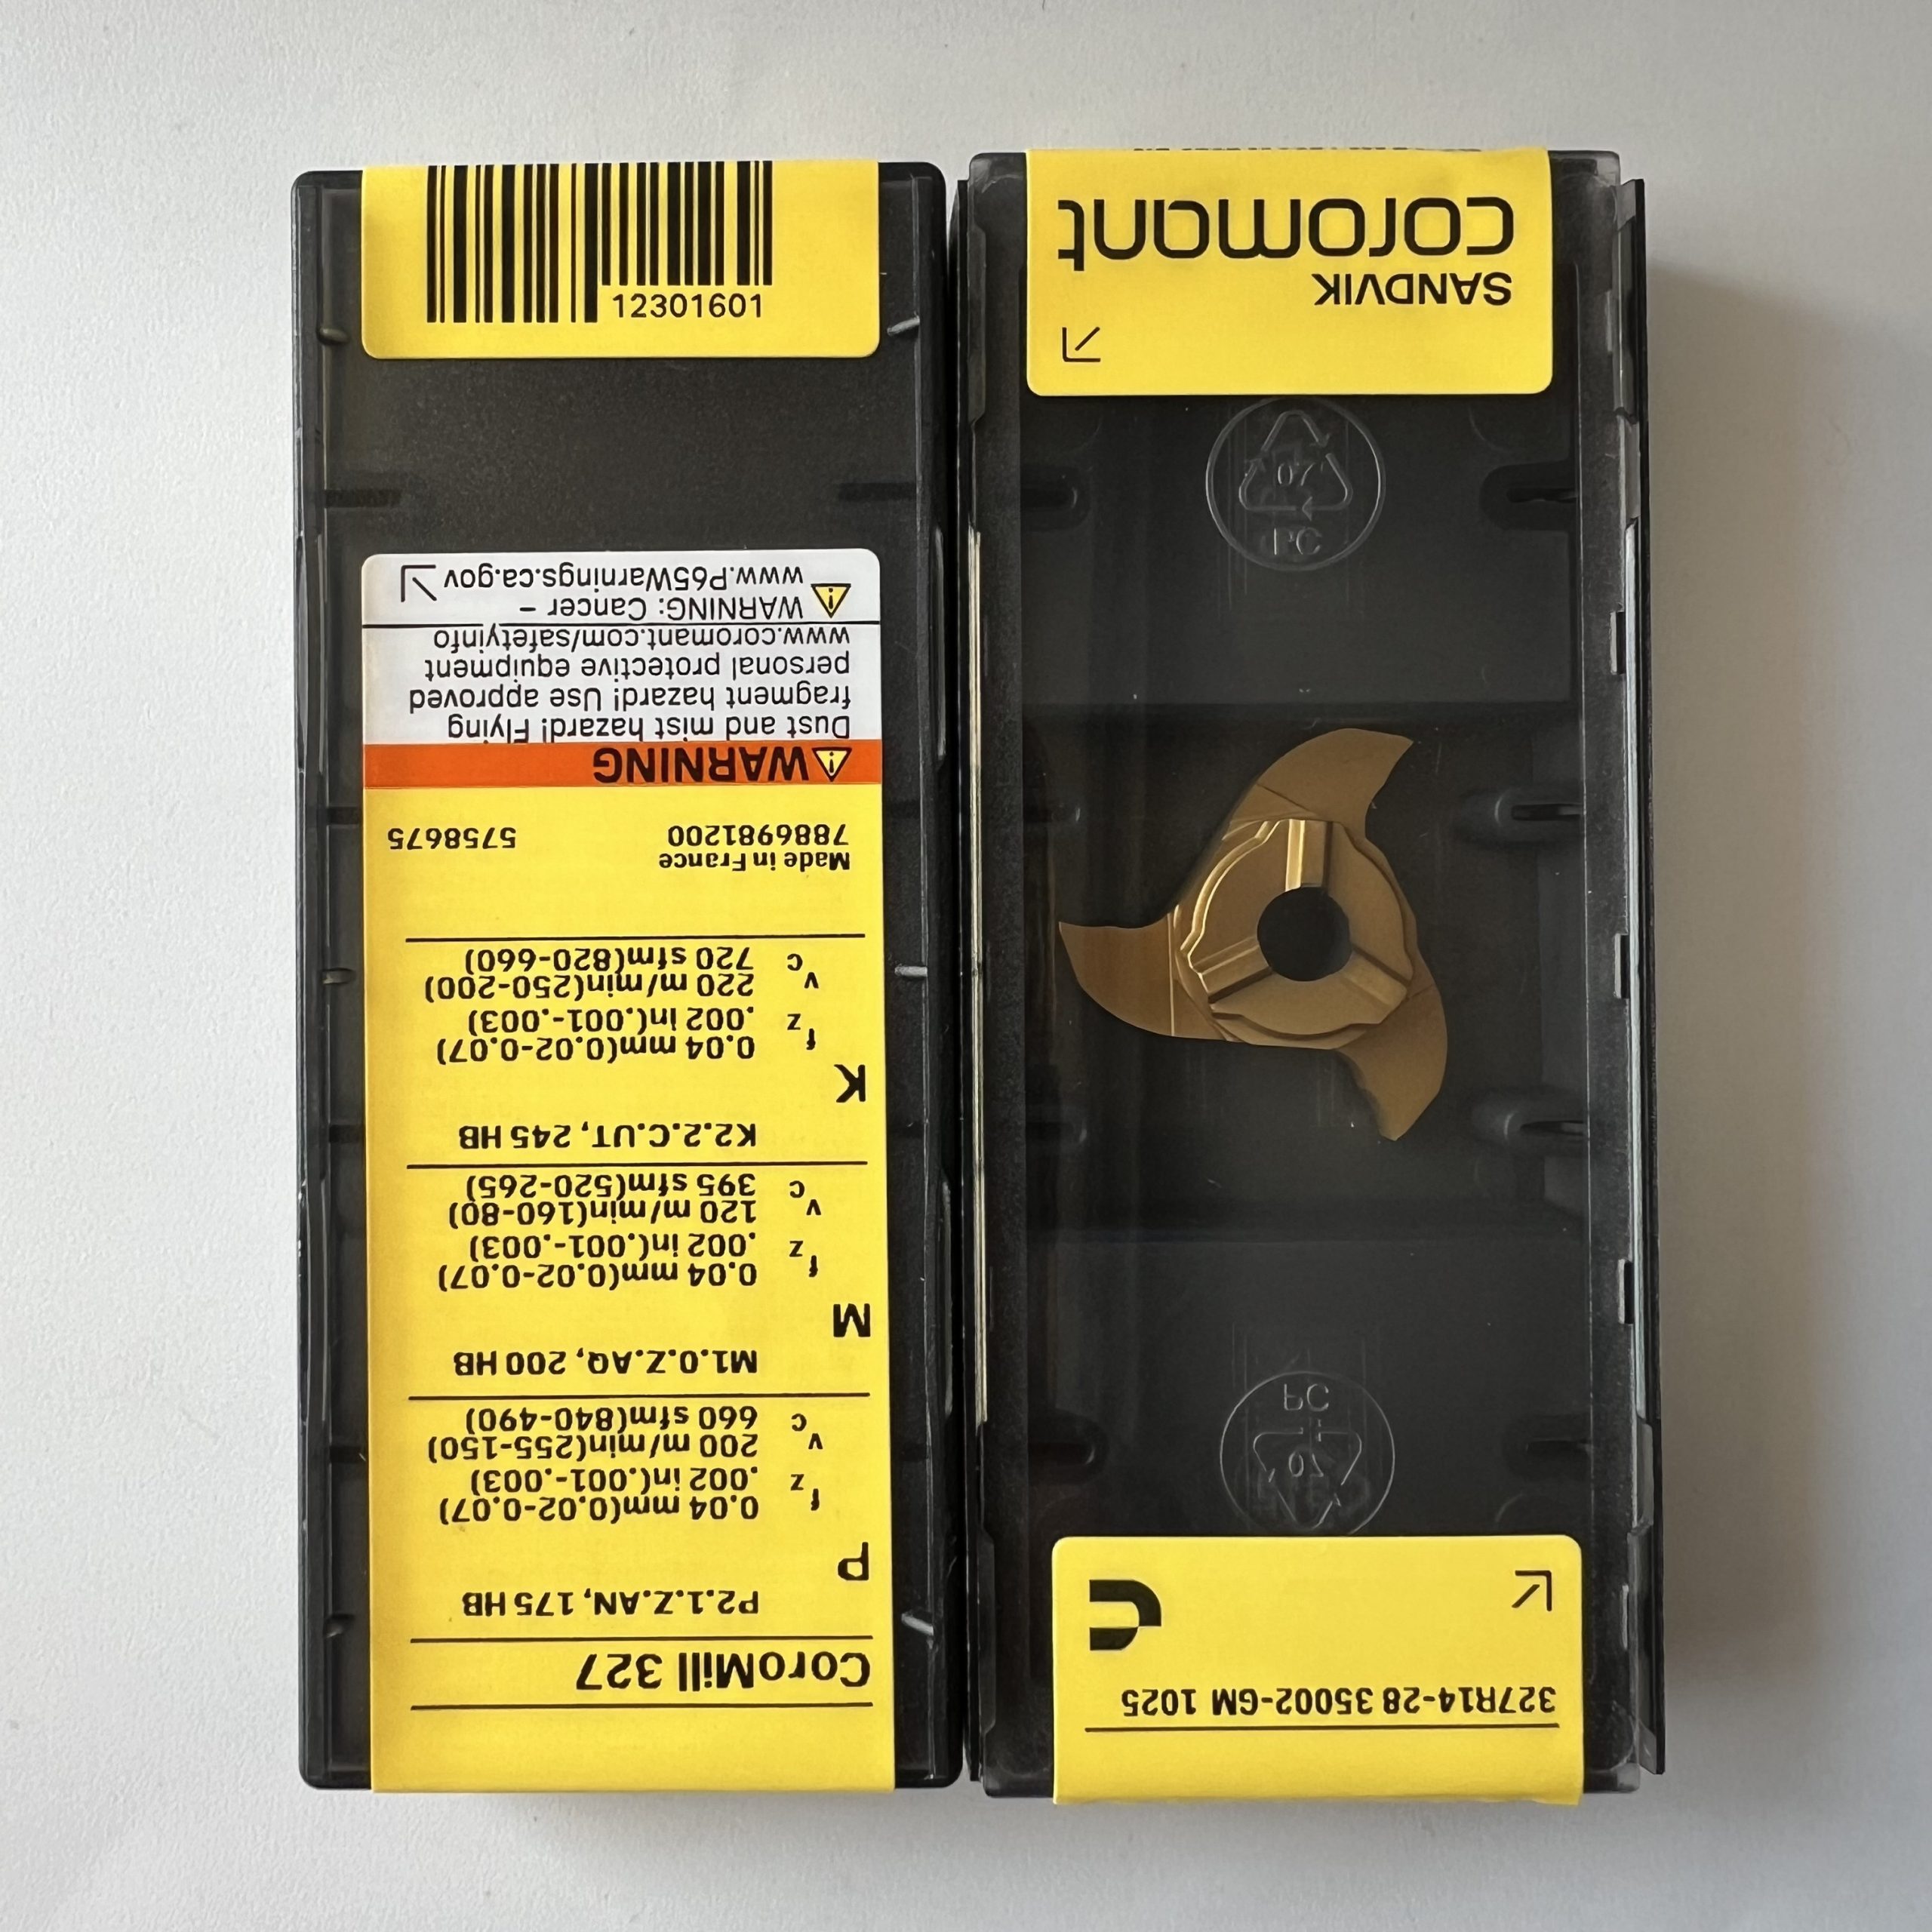 12301601
CoroMill 327
P2.1.Z.AN, 175 HB
P
fz 0.04 mm(0.02-0.07)
.002 in(.001-.003)
vc 200 m/min(255-150)
660 sfm(840-490)
M1.0.Z.AQ, 200 HB
M
fz 0.04 mm(0.02-0.07)
.002 in(.001-.003)
vc 120 m/min(160-80)
395 sfm(520-265)
K2.2.C.UT, 245 HB
K
fz 0.04 mm(0.02-0.07)
.002 in(.001-.003)
vc 220 m/min(250-200)
720 sfm(820-660)
Made in France
7886981200 5758675
WARNING
Dust and mist hazard! Flying
fragment hazard! Use approved
personal protective equipment
www.coromant.com/safetyinfo
WARNING: Cancer –
www.P65Warnings.ca.gov
327R14-28 35002-GM 1025
07
PC
07
PC
SANDVIK
coromant